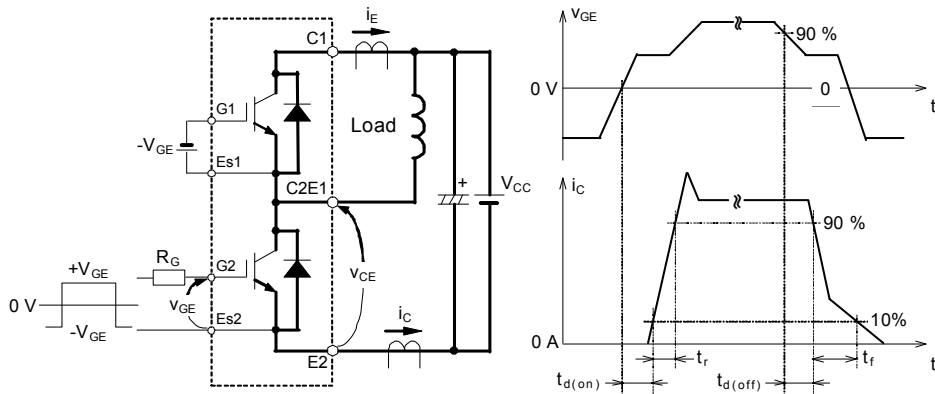 C1
i_E
G1
-V_GE
Es1
Load
C2E1
+
V_CC
R_G
G2
v_CE
+V_GE
0 V
-V_GE
v_GE
Es2
i_C
E2
v_GE
90 %
0 V
0
t
i_C
90 %
10%
0 A
t
t_r
t_f
t_d(on)
t_d(off)